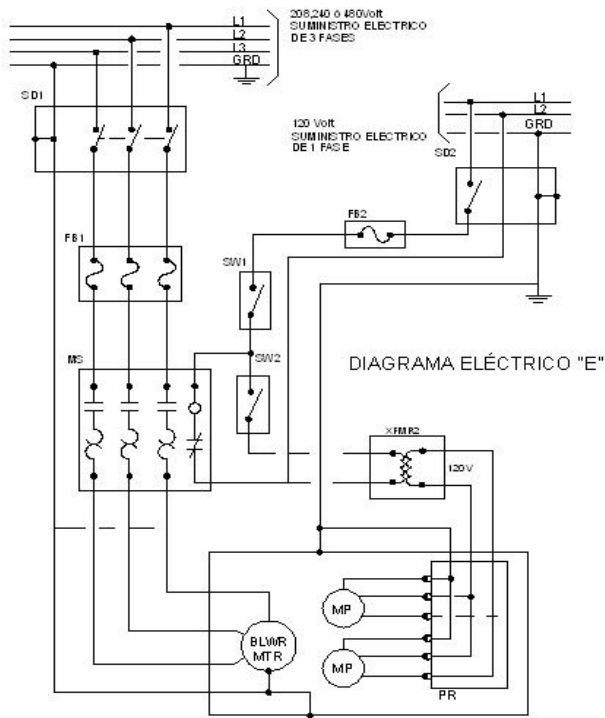 L1
L2
L3
GRD
208,240 ó 480Volt
SUMINISTRO ELECTRICO
DE 3 FASES
SD1
120 Volt
SUMINISTRO ELECTRICO
DE 1 FASE
L1
L2
GRD
SD2
FB2
FB1
SW1
MS
SW2
DIAGRAMA ELÉCTRICO "E"
XFMR2
120V
MP
BLWR
MTR
MP
PR